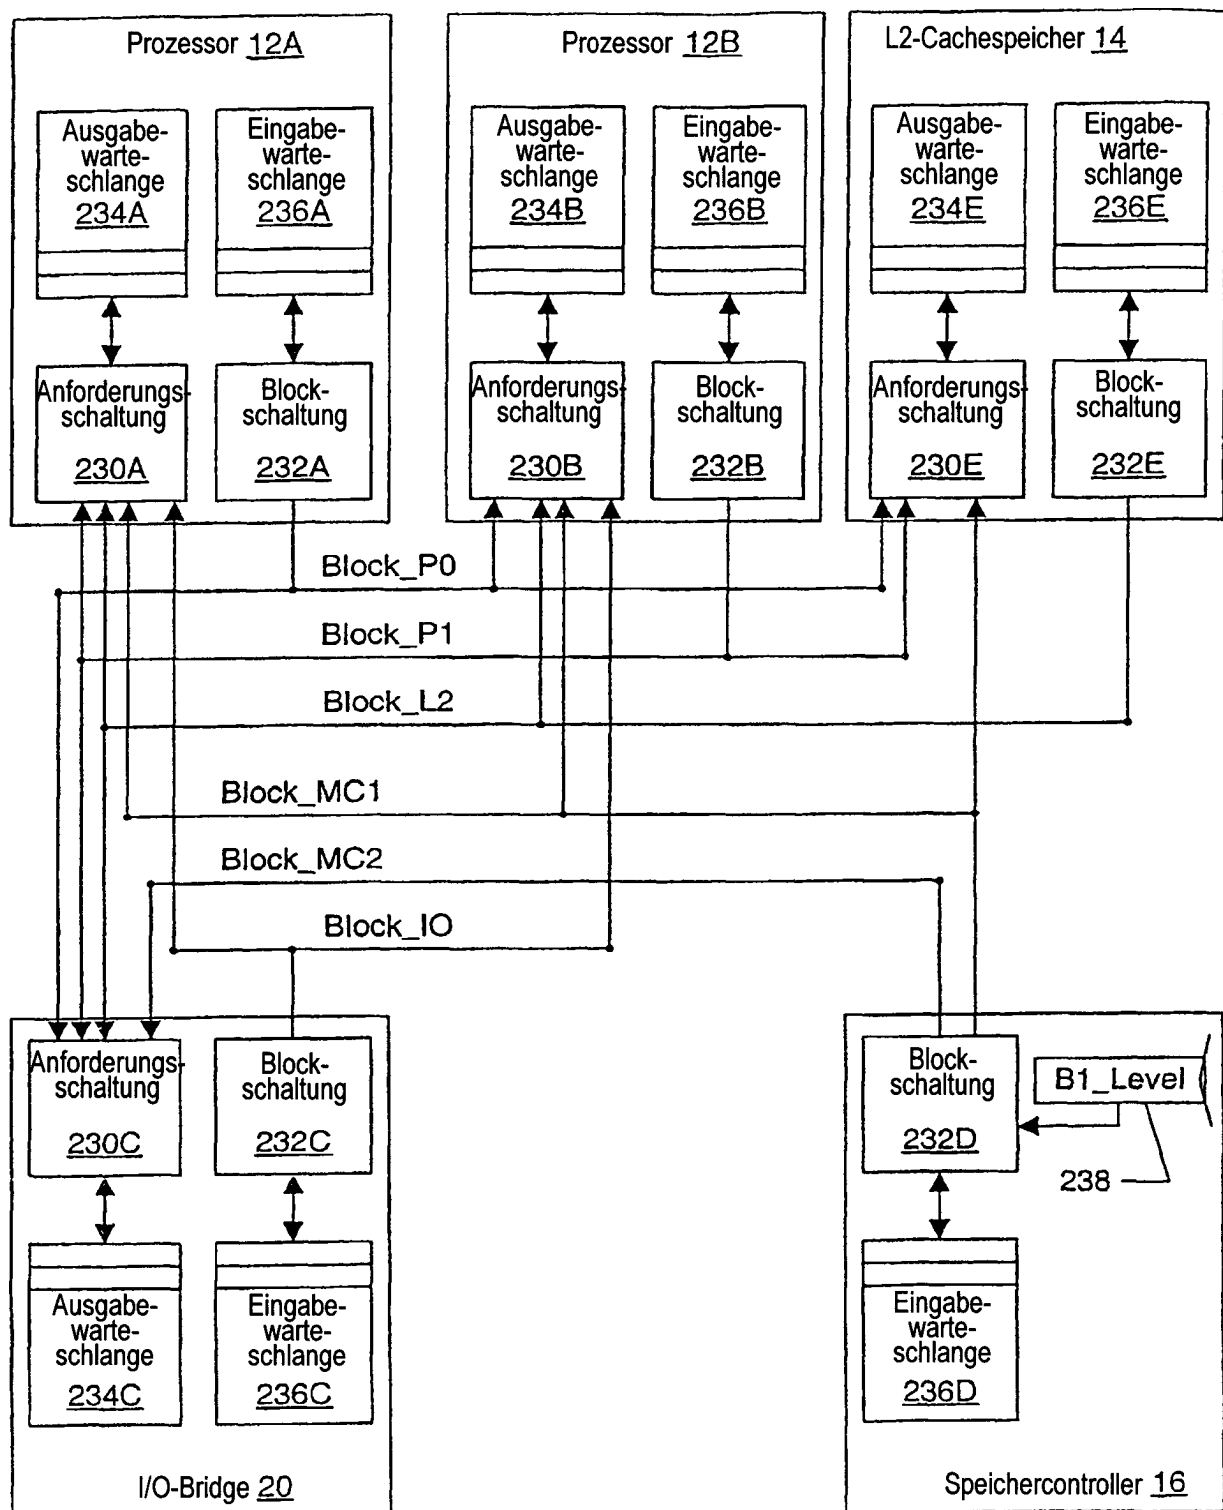 Prozessor 12A
Ausgabe-
warte-
schlange
234A
Eingabe-
warte-
schlange
236A
Anforderungs-
schaltung
230A
Block-
schaltung
232A
Prozessor 12B
Ausgabe-
warte-
schlange
234B
Eingabe-
warte-
schlange
236B
Anforderungs-
schaltung
230B
Block-
schaltung
232B
L2-Cachespeicher 14
Ausgabe-
warte-
schlange
234E
Eingabe-
warte-
schlange
236E
Anforderungs-
schaltung
230E
Block-
schaltung
232E
Block_P0
Block_P1
Block_L2
Block_MC1
Block_MC2
Block_IO
Anforderungs-
schaltung
230C
Block-
schaltung
232C
Ausgabe-
warte-
schlange
234C
Eingabe-
warte-
schlange
236C
I/O-Bridge 20
Block-
schaltung
232D
B1_Level
238
Eingabe-
warte-
schlange
236D
Speichercontroller 16